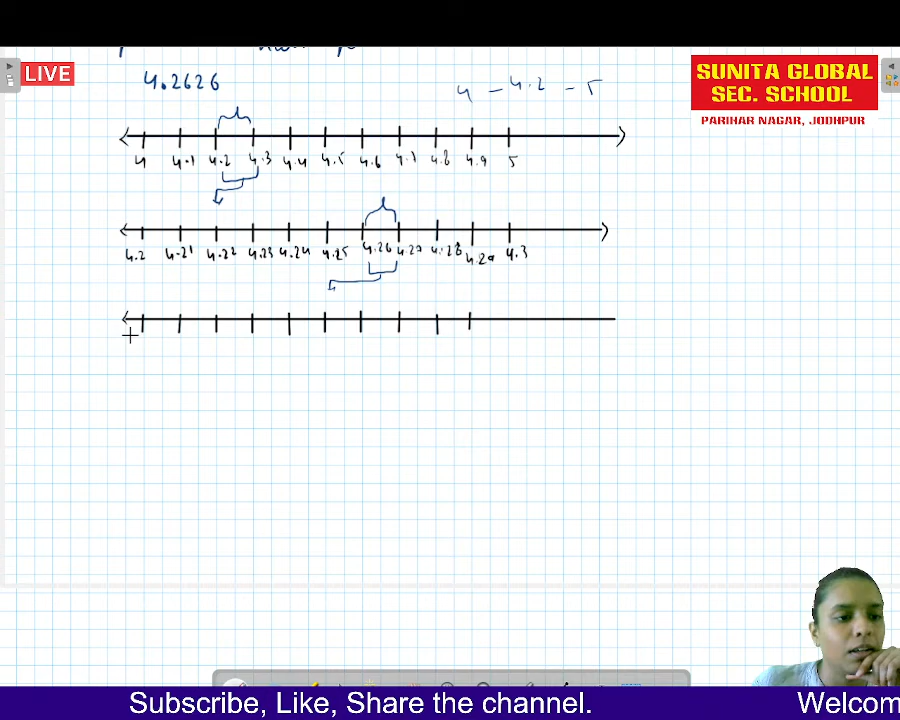 LIVE
4.2626
4 - 4.2 - 5
SUNITA GLOBAL
SEC. SCHOOL
PARIHAR NAGAR, JODHPUR
4 4.1 4.2 4.3 4.4 4.5 4.6 4.7 4.8 4.9 5
4.2 4.21 4.22 4.23 4.24 4.25 4.26 4.27 4.28 4.29 4.3
Subscribe, Like, Share the channel.
Welcom